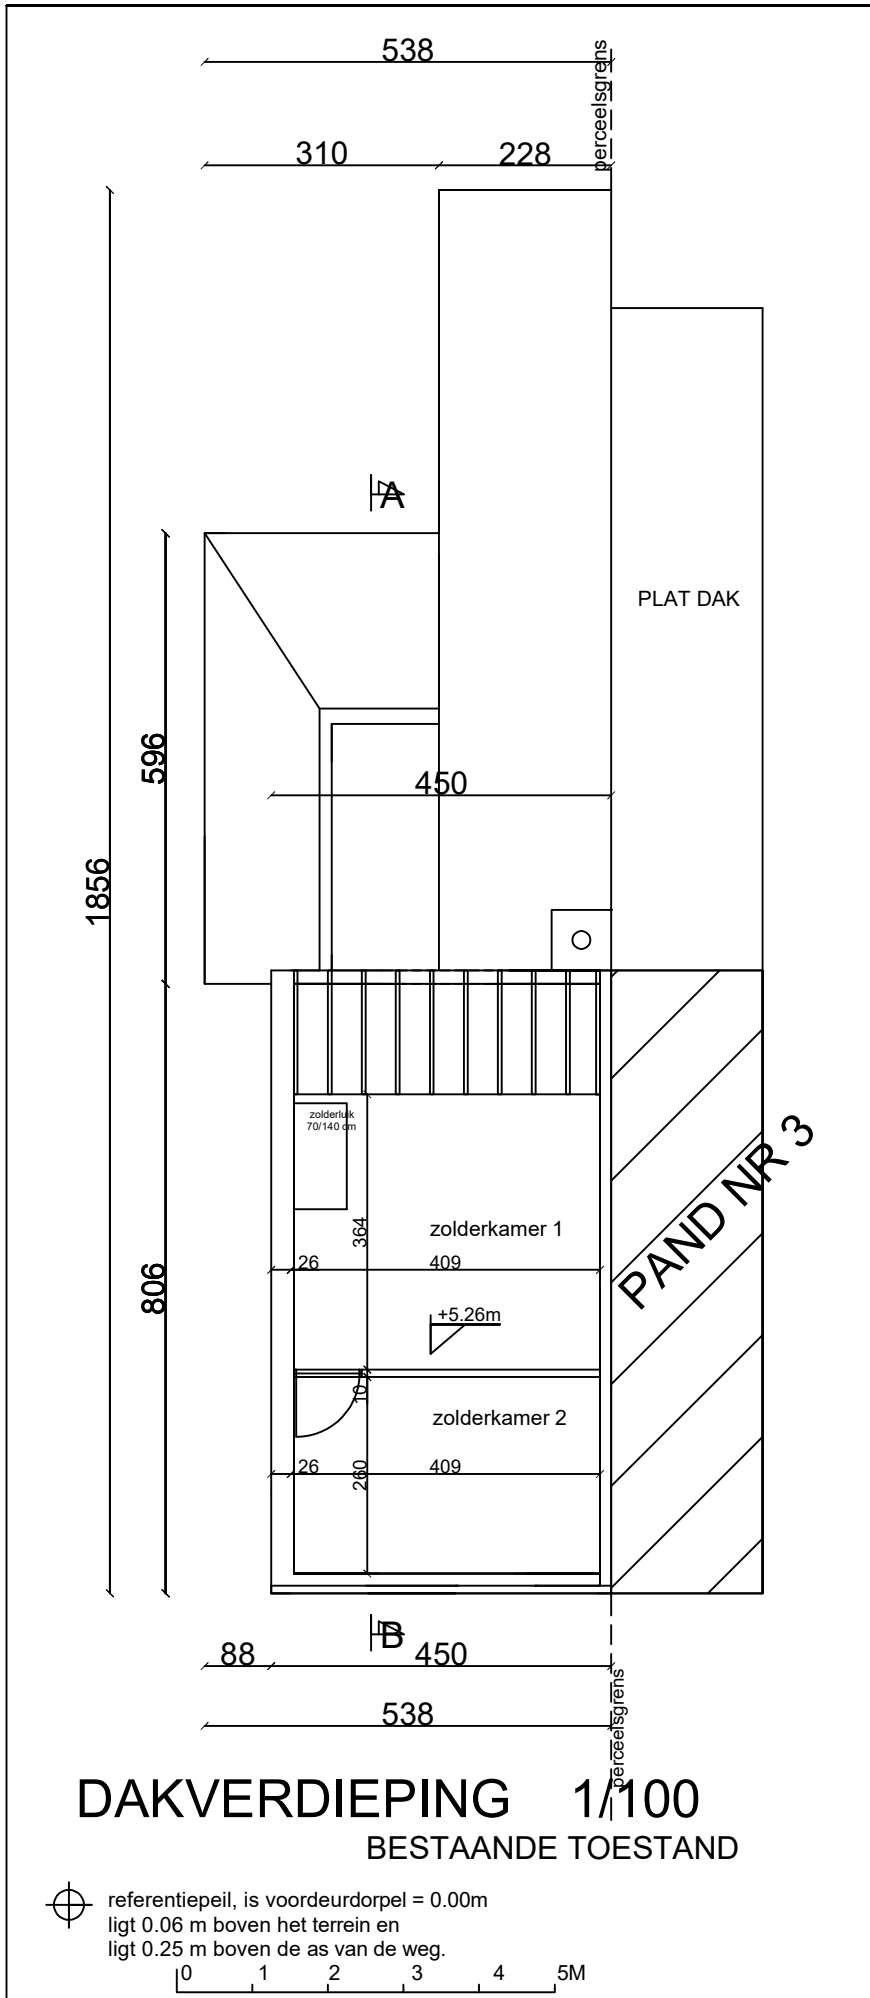 538
perceelsgrens
310
228
A
PLAT DAK
596
450
1856
zolderluik
70/140 cm
364
zolderkamer 1
26
409
PAND NR 3
806
+5.26m
10
zolderkamer 2
26
260
409
B
88
450
perceelsgrens
538
DAKVERDIEPING 1/100
BESTAANDE TOESTAND
referentiepeil, is voordeurdorpel = 0.00m
ligt 0.06 m boven het terrein en
ligt 0.25 m boven de as van de weg.
0 1 2 3 4 5M